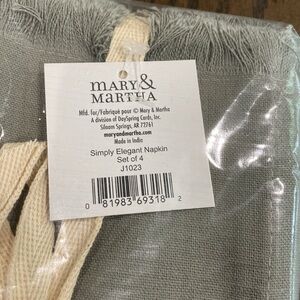 MARY &
MARTHA
Mfd. for/Fabriqué pour © Mary & Martha
A division of DaySpring Cards, Inc.
Siloam Springs, AR 72761
maryandmartha.com
Made in India
Simply Elegant Napkin
Set of 4
J1023
0 81983 69318 2